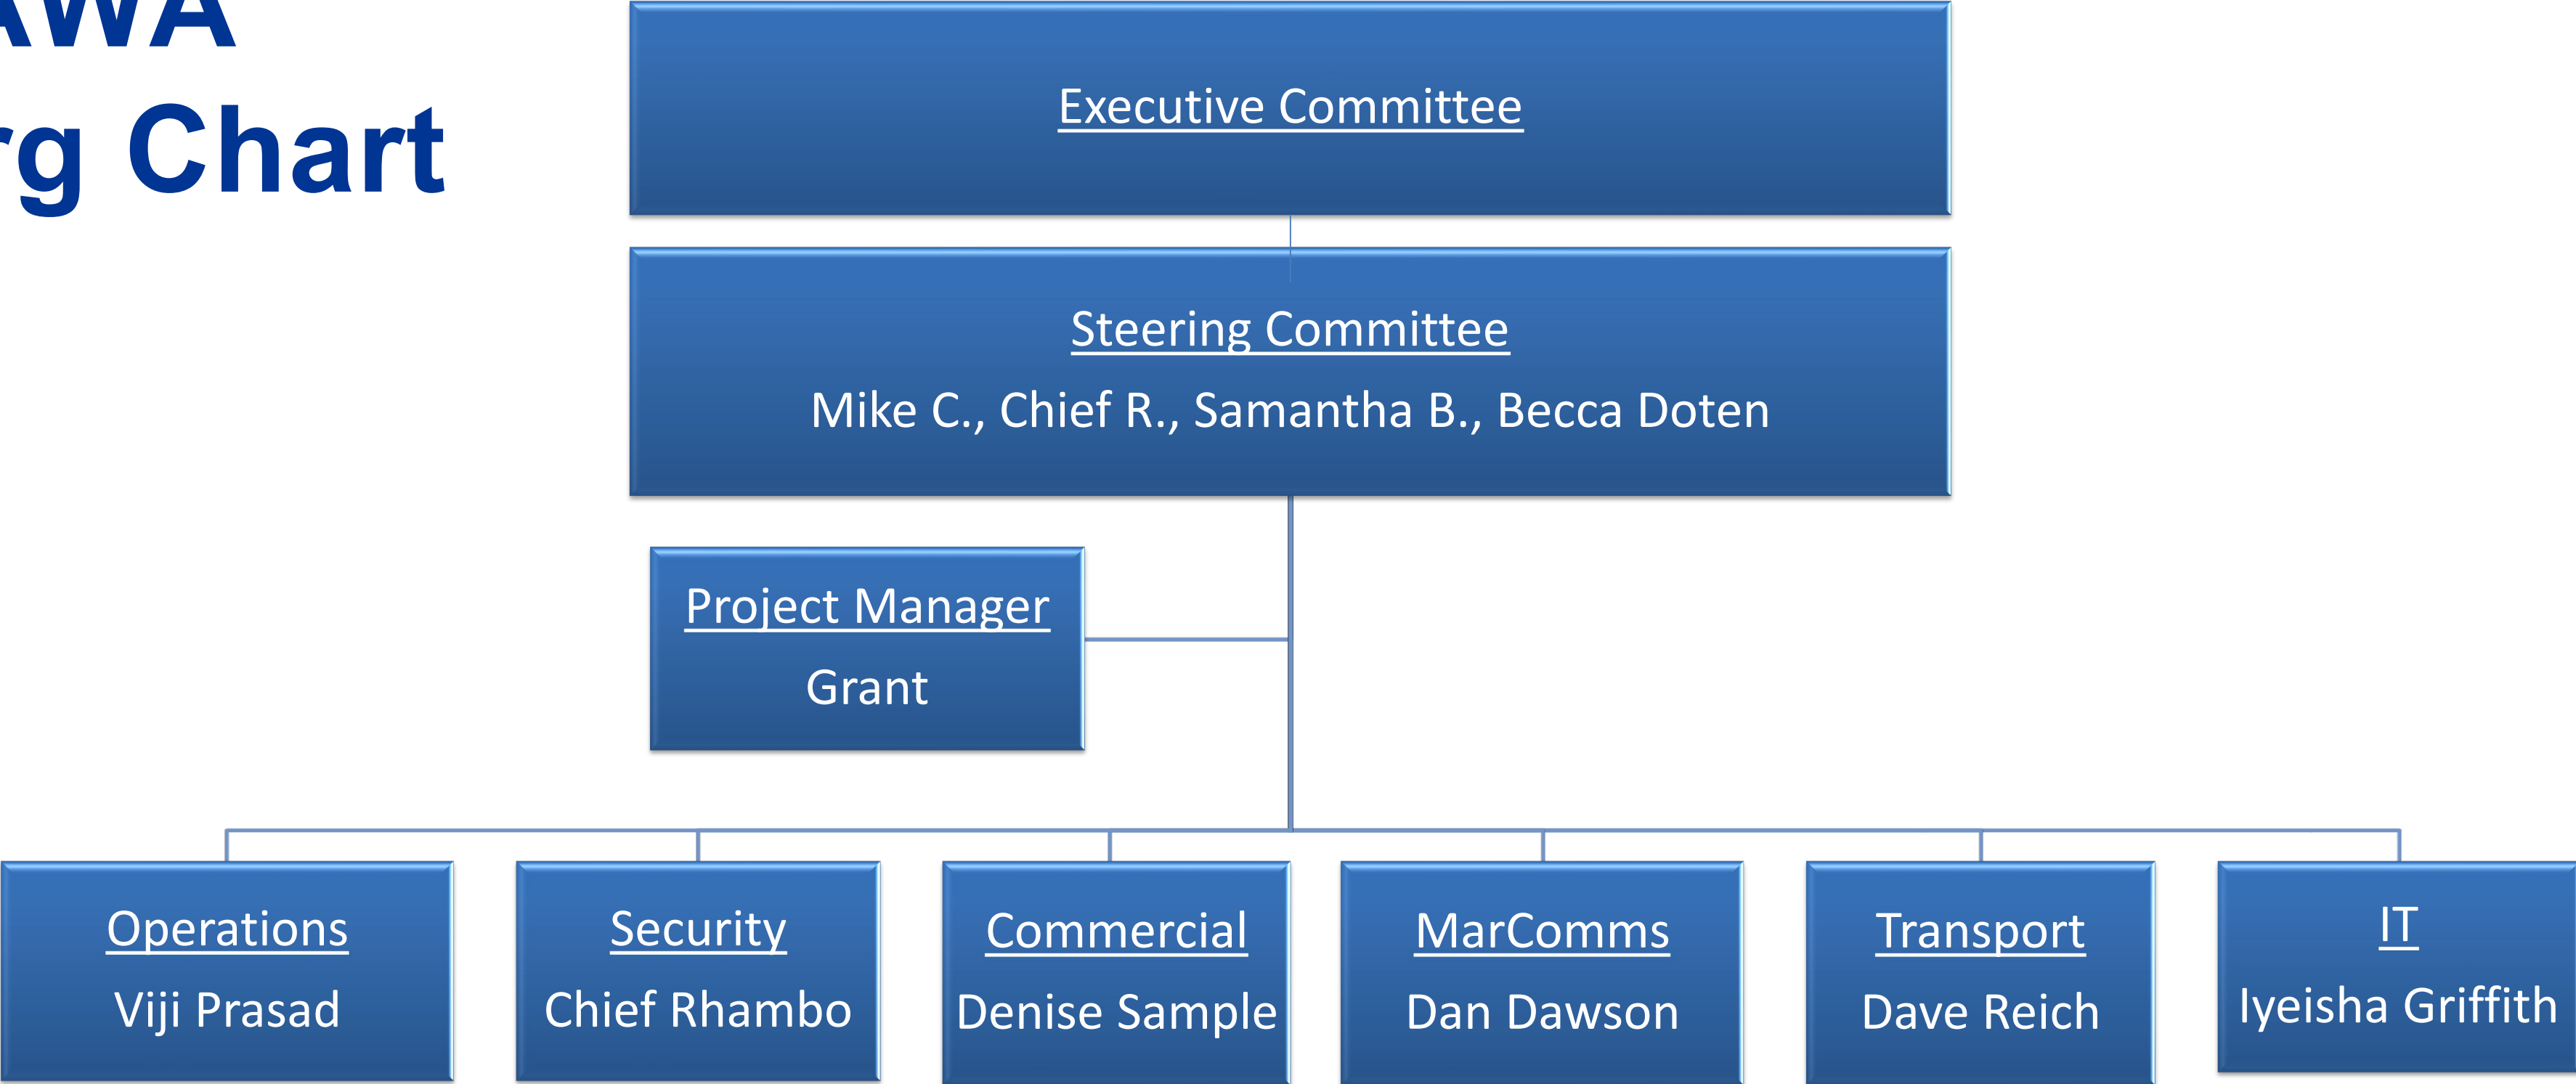 AWA
rg Chart
Executive Committee
Steering Committee
Mike C., Chief R., Samantha B., Becca Doten
Project Manager
Grant
Operations
Viji Prasad
Security
Chief Rhambo
Commercial
Denise Sample
MarComms
Dan Dawson
Transport
Dave Reich
IT
Iyeisha Griffith